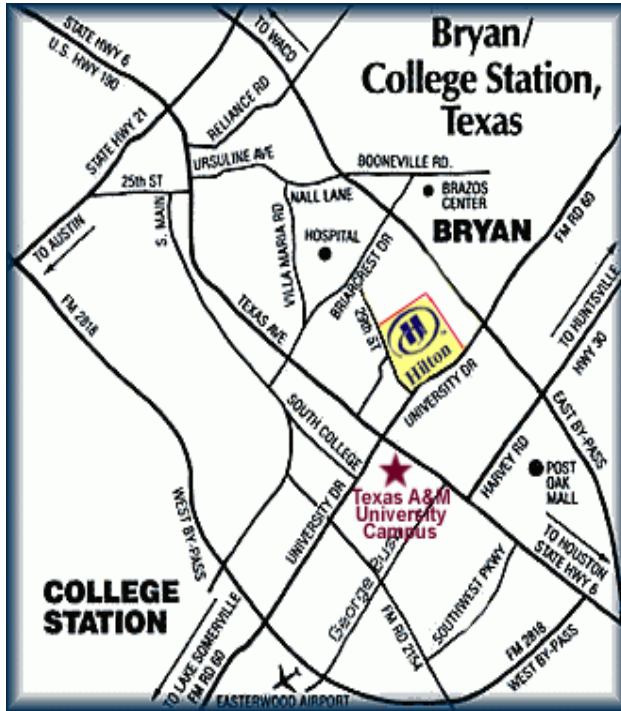 Bryan/
College Station,
Texas
STATE HWY 6
U.S. HWY 190
TO WACO
RELIANCE RD
STATE HWY 21
URSULINE AVE
BOONEVILLE RD.
25th ST
NALL LANE
BRAZOS
CENTER
S. MAIN
VILLA MARIA RD
HOSPITAL
BRYAN
FM RD 60
TO AUSTIN
BRIARCREST DR
FM 2818
TEXAS AVE
29th ST
Hilton
TO HUNTSVILLE
HWY 30
UNIVERSITY DR
EAST BY-PASS
SOUTH COLLEGE
HARVEY RD
POST
OAK
MALL
Texas A&M
University
Campus
WEST BY-PASS
UNIVERSITY DR
George Bush
TO HOUSTON
STATE HWY 6
SOUTHWEST PKWY
COLLEGE
STATION
FM RD 2154
FM 2818
WEST BY-PASS
TO LAKE SOMERVILLE
FM RD 60
EASTERWOOD AIRPORT